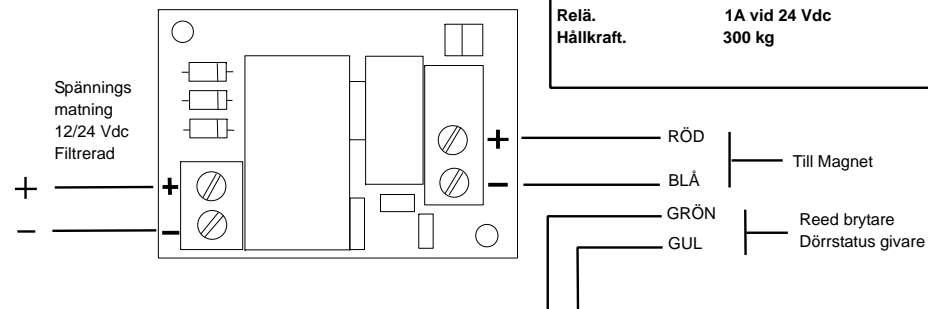 Relä. 1A vid 24 Vdc
Hållkraft. 300 kg
Spännings
matning
12/24 Vdc
Filtrerad
+
−
+
−
+
−
RÖD
BLÅ
Till Magnet
GRÖN
GUL
Reed brytare
Dörrstatus givare